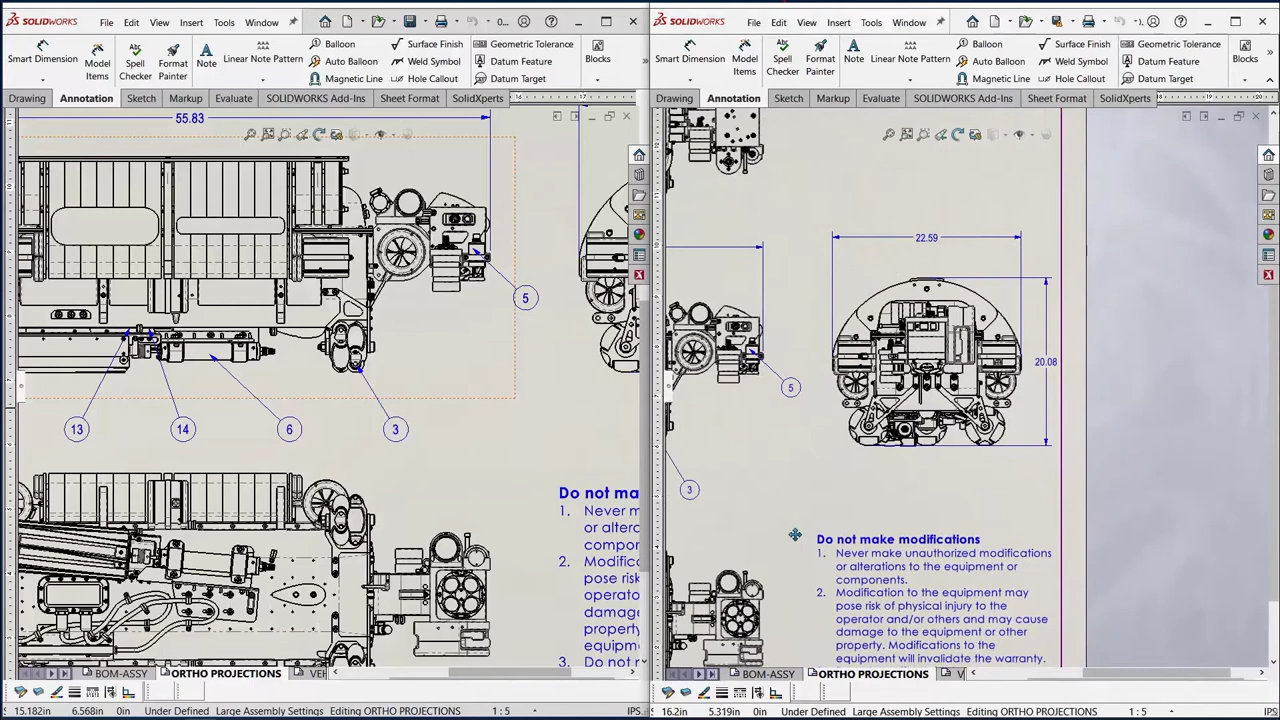 SOLIDWORKS File Edit View Insert Tools Window 0...
Smart Dimension
Model Items
Spell Checker
Format Painter
Note
Linear Note Pattern
Balloon
Auto Balloon
Magnetic Line
Surface Finish
Weld Symbol
Hole Callout
Geometric Tolerance
Datum Feature
Datum Target
Blocks
Drawing Annotation Sketch Markup Evaluate SOLIDWORKS Add-Ins Sheet Format SolidXperts
55.83
5
13
14
6
3
Do not ma
1. Never m
or altera
compor
2. Modific
pose risk
operato
damag
property
equipm
3. Do not r
BOM-ASSY ORTHO PROJECTIONS VE
15.182in 6.568in 0in Under Defined Large Assembly Settings Editing ORTHO PROJECTIONS 1 : 5 IPS
SOLIDWORKS File Edit View Insert Tools Window
Smart Dimension
Model Items
Spell Checker
Format Painter
Note
Linear Note Pattern
Balloon
Auto Balloon
Magnetic Line
Surface Finish
Weld Symbol
Hole Callout
Geometric Tolerance
Datum Feature
Datum Target
Blocks
Drawing Annotation Sketch Markup Evaluate SOLIDWORKS Add-Ins Sheet Format SolidXperts
22.59
20.08
5
3
Do not make modifications
1. Never make unauthorized modifications
or alterations to the equipment or
components.
2. Modification to the equipment may
pose risk of physical injury to the
operator and/or others and may cause
damage to the equipment or other
property. Modifications to the
equipment will invalidate the warranty.
BOM-ASSY ORTHO PROJECTIONS V
16.2in 5.319in 0in Under Defined Large Assembly Settings Editing ORTHO PROJECTIONS 1 : 5 IPS